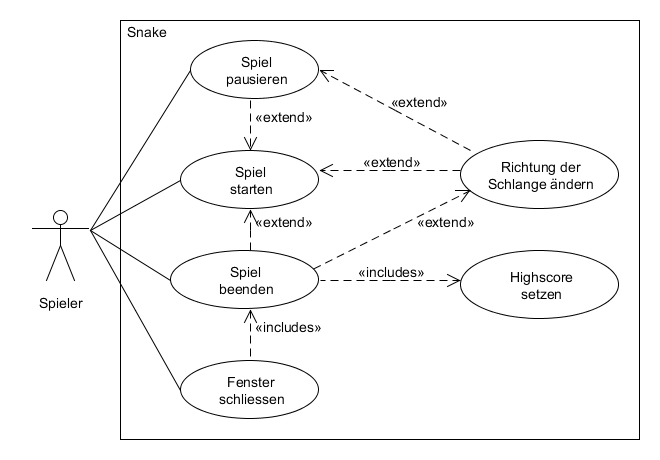 Snake
Spiel
pausieren
«extend»
«extend»
Spiel
starten
«extend»
Richtung der
Schlange ändern
«extend»
«extend»
Spieler
Spiel
beenden
«includes»
Highscore
setzen
«includes»
Fenster
schliessen